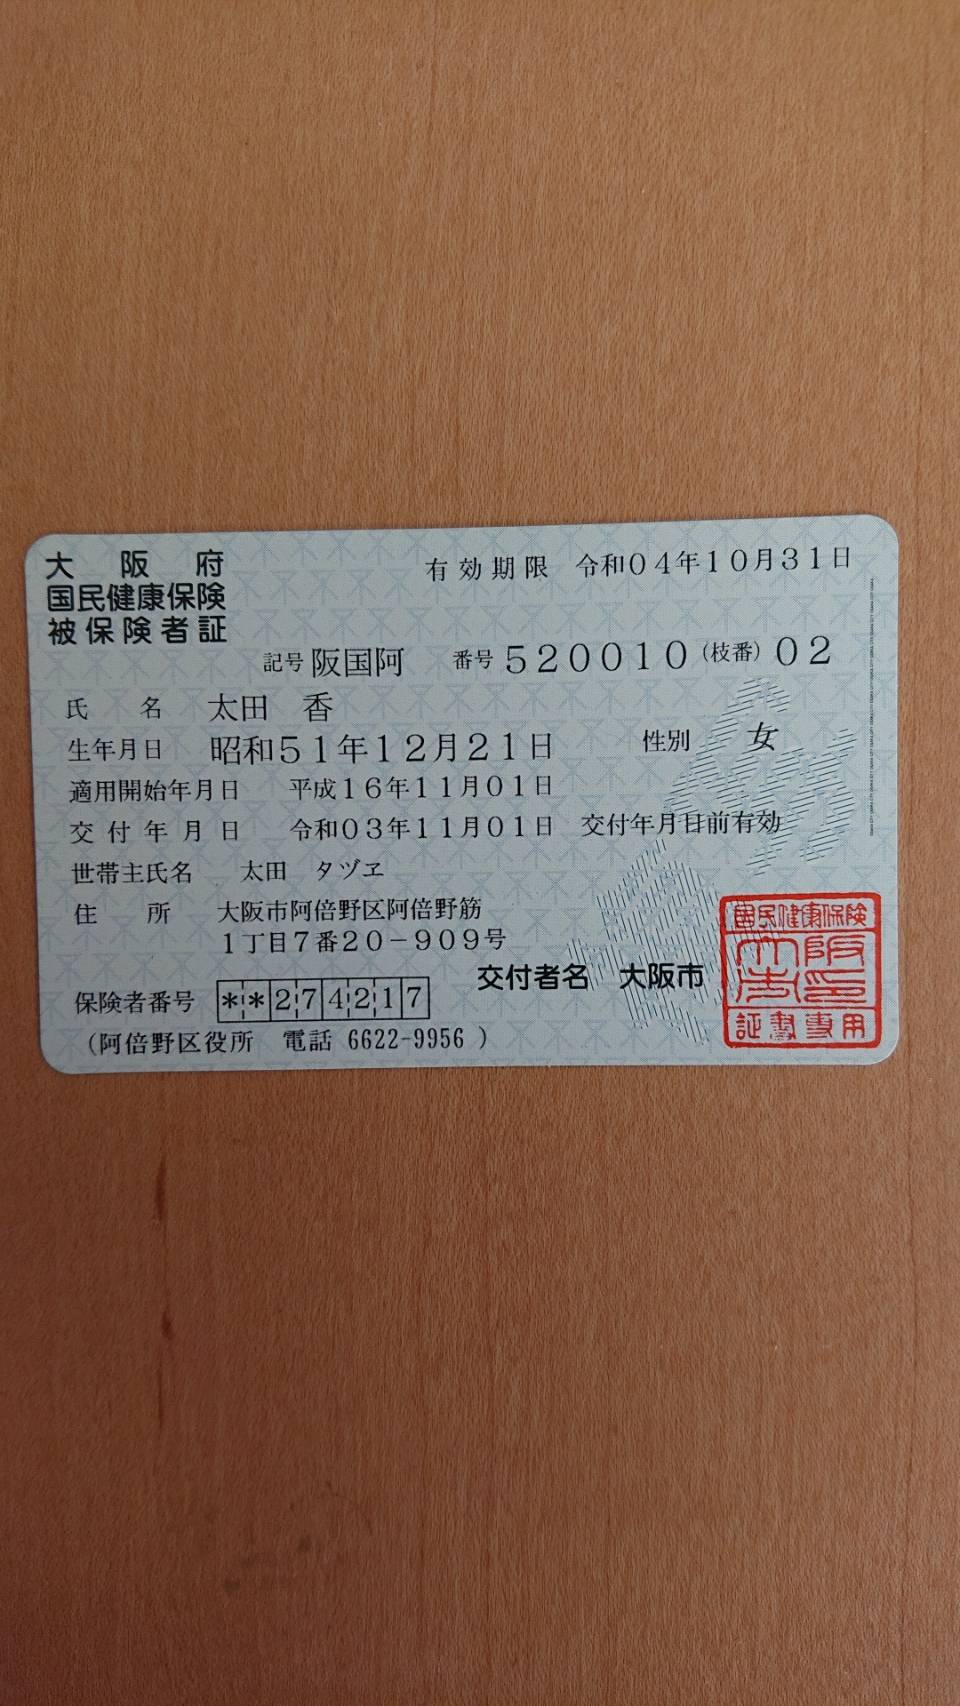 大阪府
国民健康保険
被保険者証
有効期限 令和04年10月31日
記号 阪国阿 番号 520010 (枝番) 02
氏名 太田 香
生年月日 昭和51年12月21日 性別 女
適用開始年月日 平成16年11月01日
交付年月日 令和03年11月01日 交付年月日前有効
世帯主氏名 太田 タヅヱ
住所 大阪市阿倍野区阿倍野筋
1丁目7番20-909号
交付者名 大阪市
保険者番号 **274217
(阿倍野区役所 電話 6622-9956 )
国民健康保険
大阪
市印
証書専用